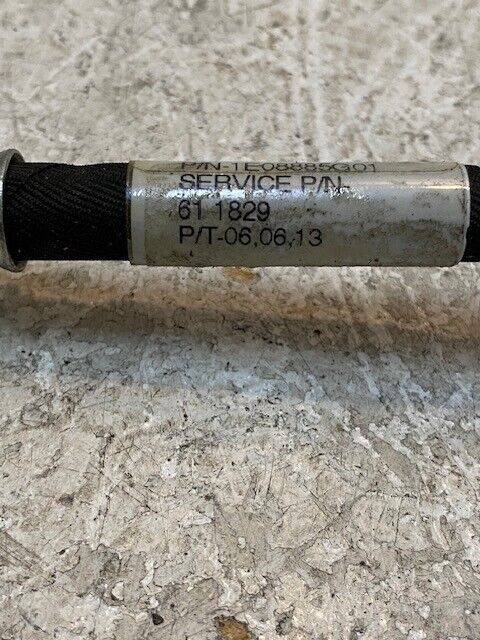 P/N-1E08885G01
SERVICE P/N
61 1829
P/T-06,06,13